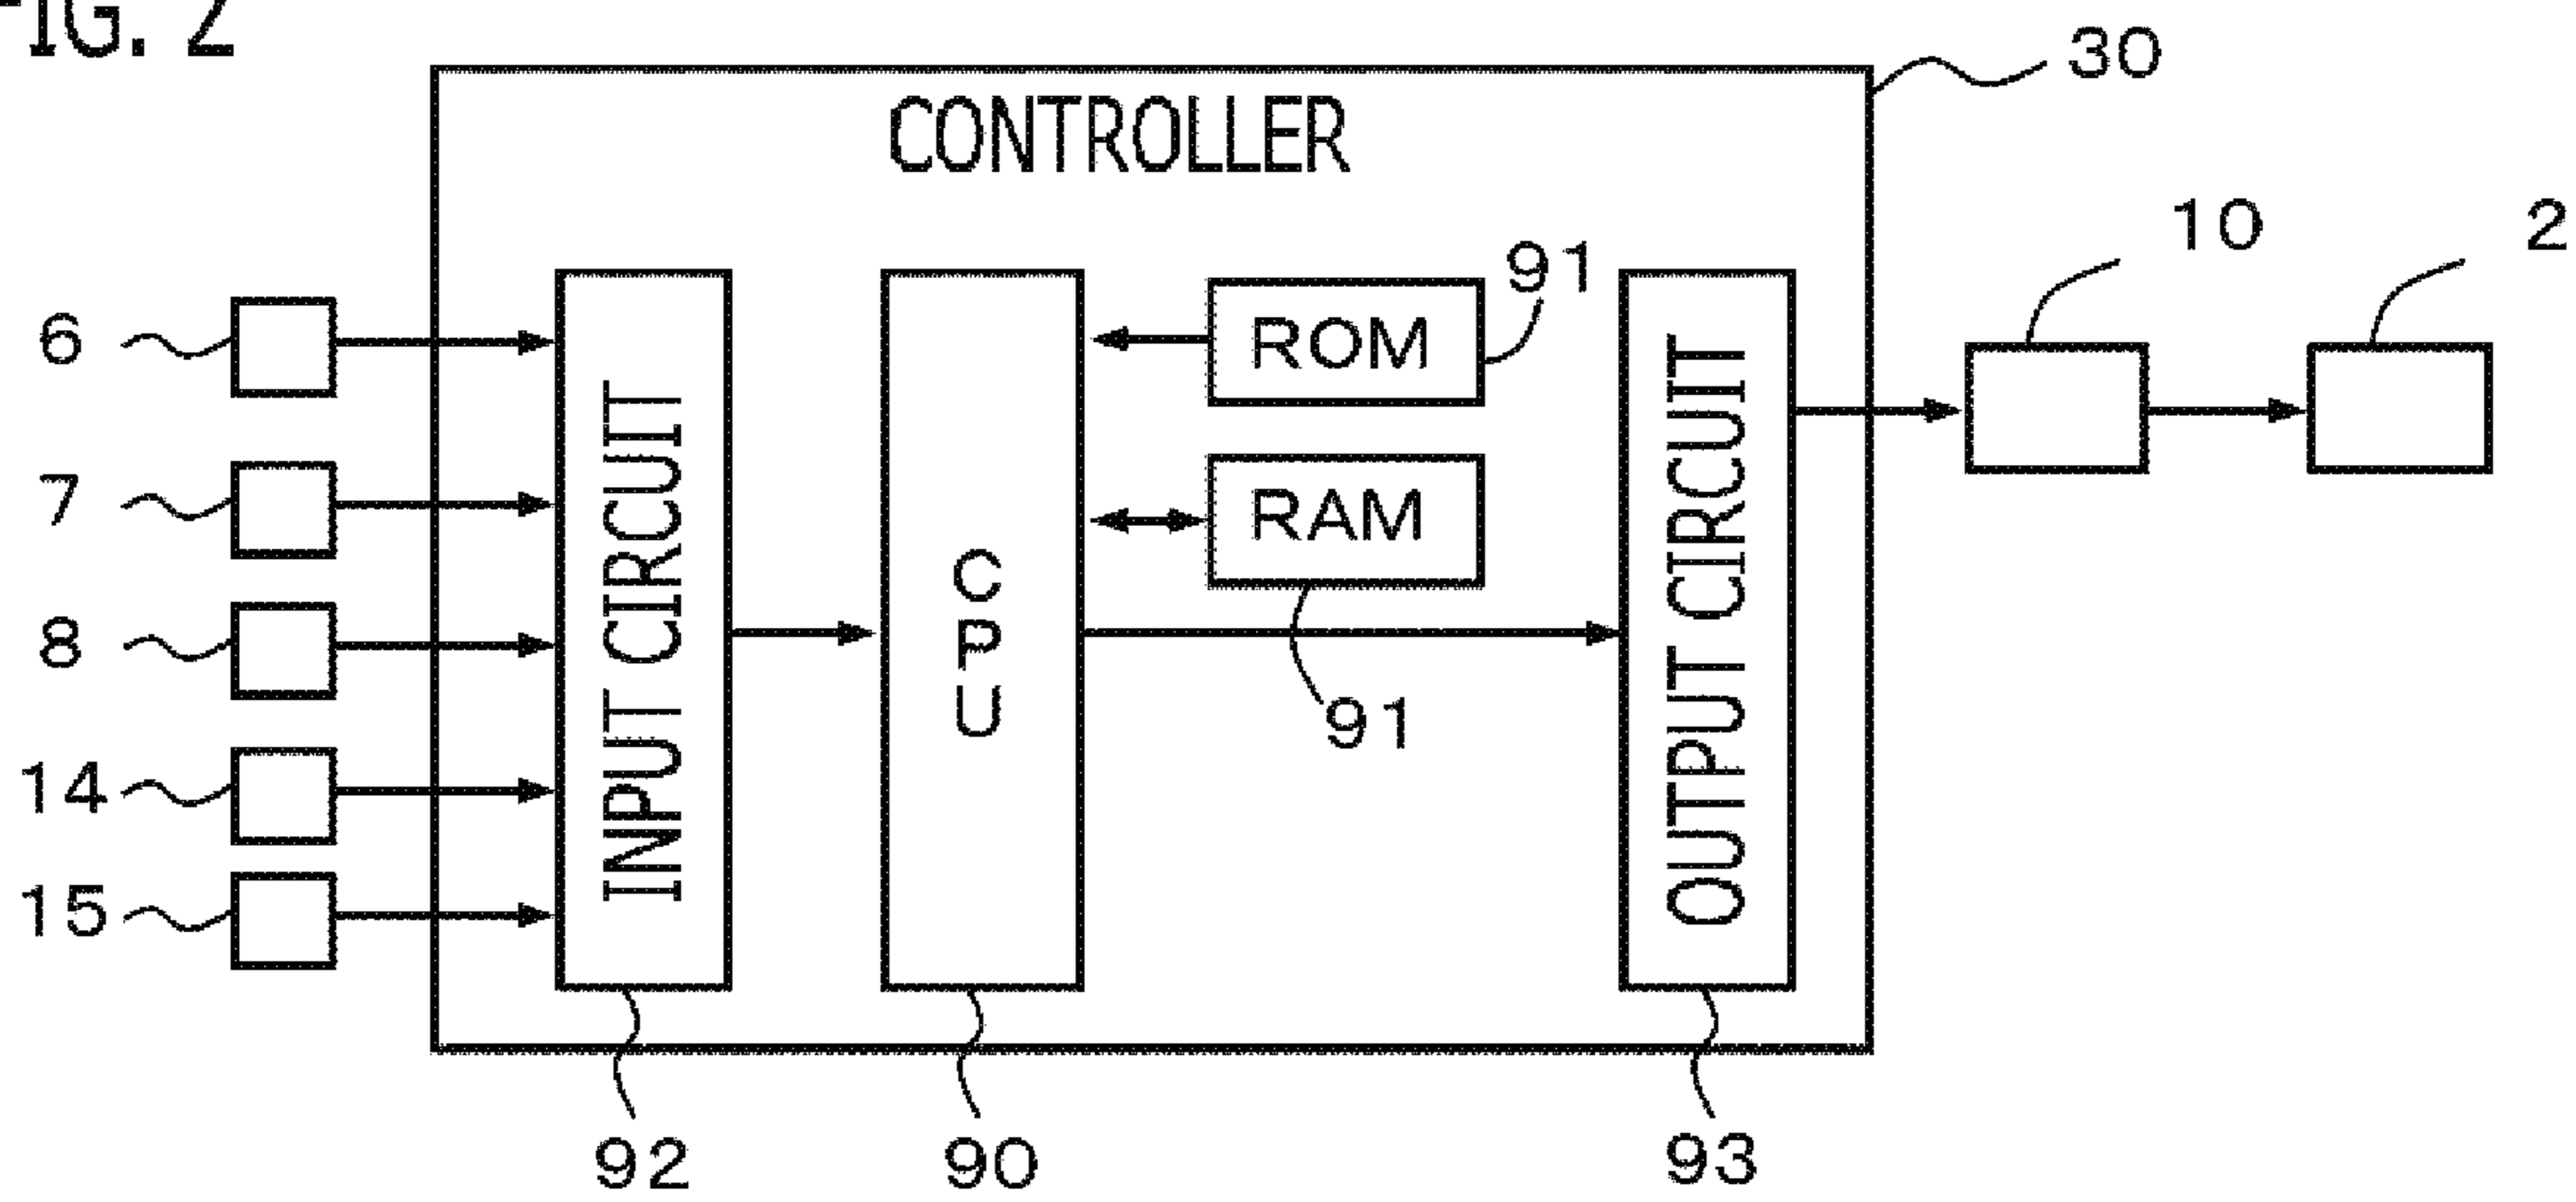 FIG. 2
30
CONTROLLER
10
2
91
6
ROM
7
RAM
INPUT CIRCUIT
CPU
OUTPUT CIRCUIT
8
91
14
15
92
90
93